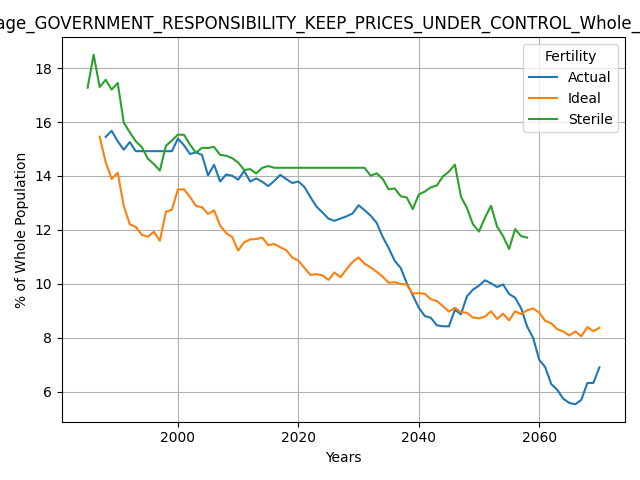 age_GOVERNMENT_RESPONSIBILITY_KEEP_PRICES_UNDER_CONTROL_Whole_
Fertility
Actual
Ideal
Sterile
% of Whole Population
18
16
14
12
10
8
6
2000 2020 2040 2060
Years